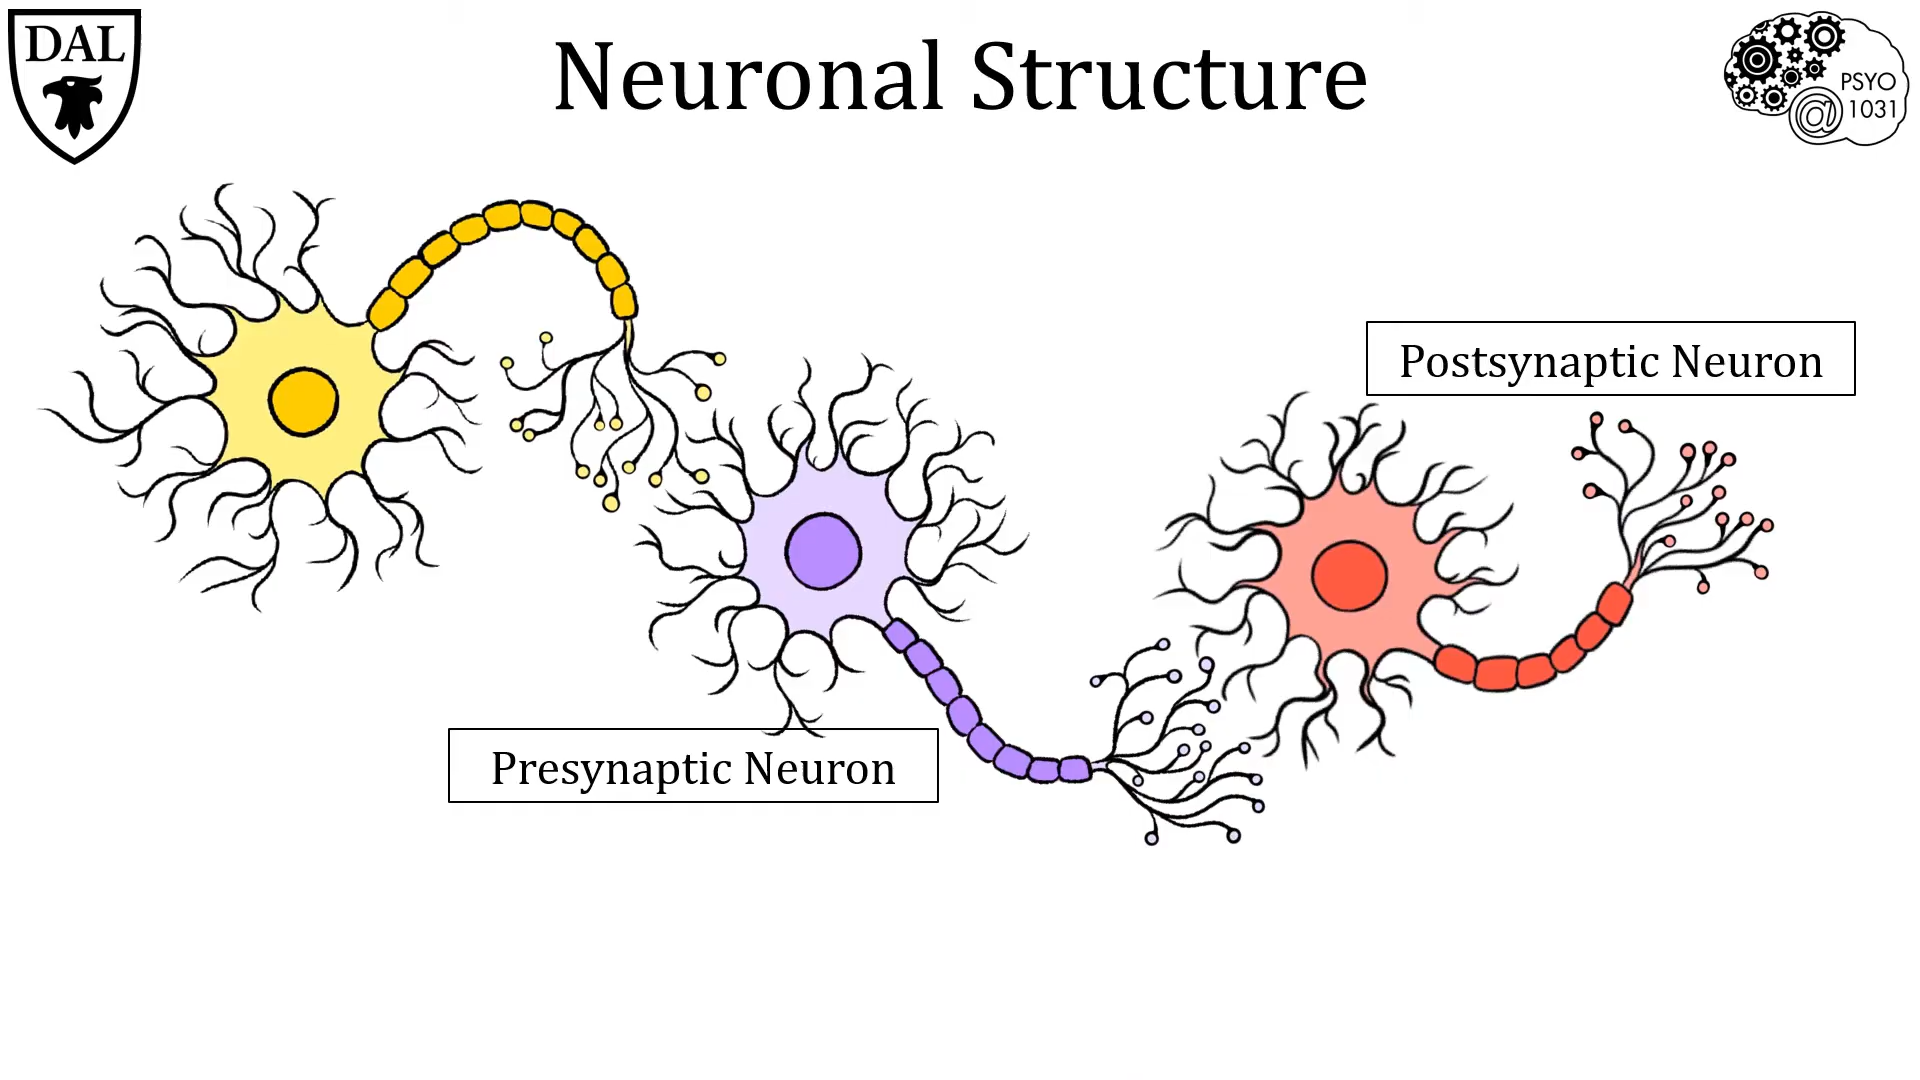 DAL
Neuronal Structure
PSYO
@ 1031
Postsynaptic Neuron
Presynaptic Neuron